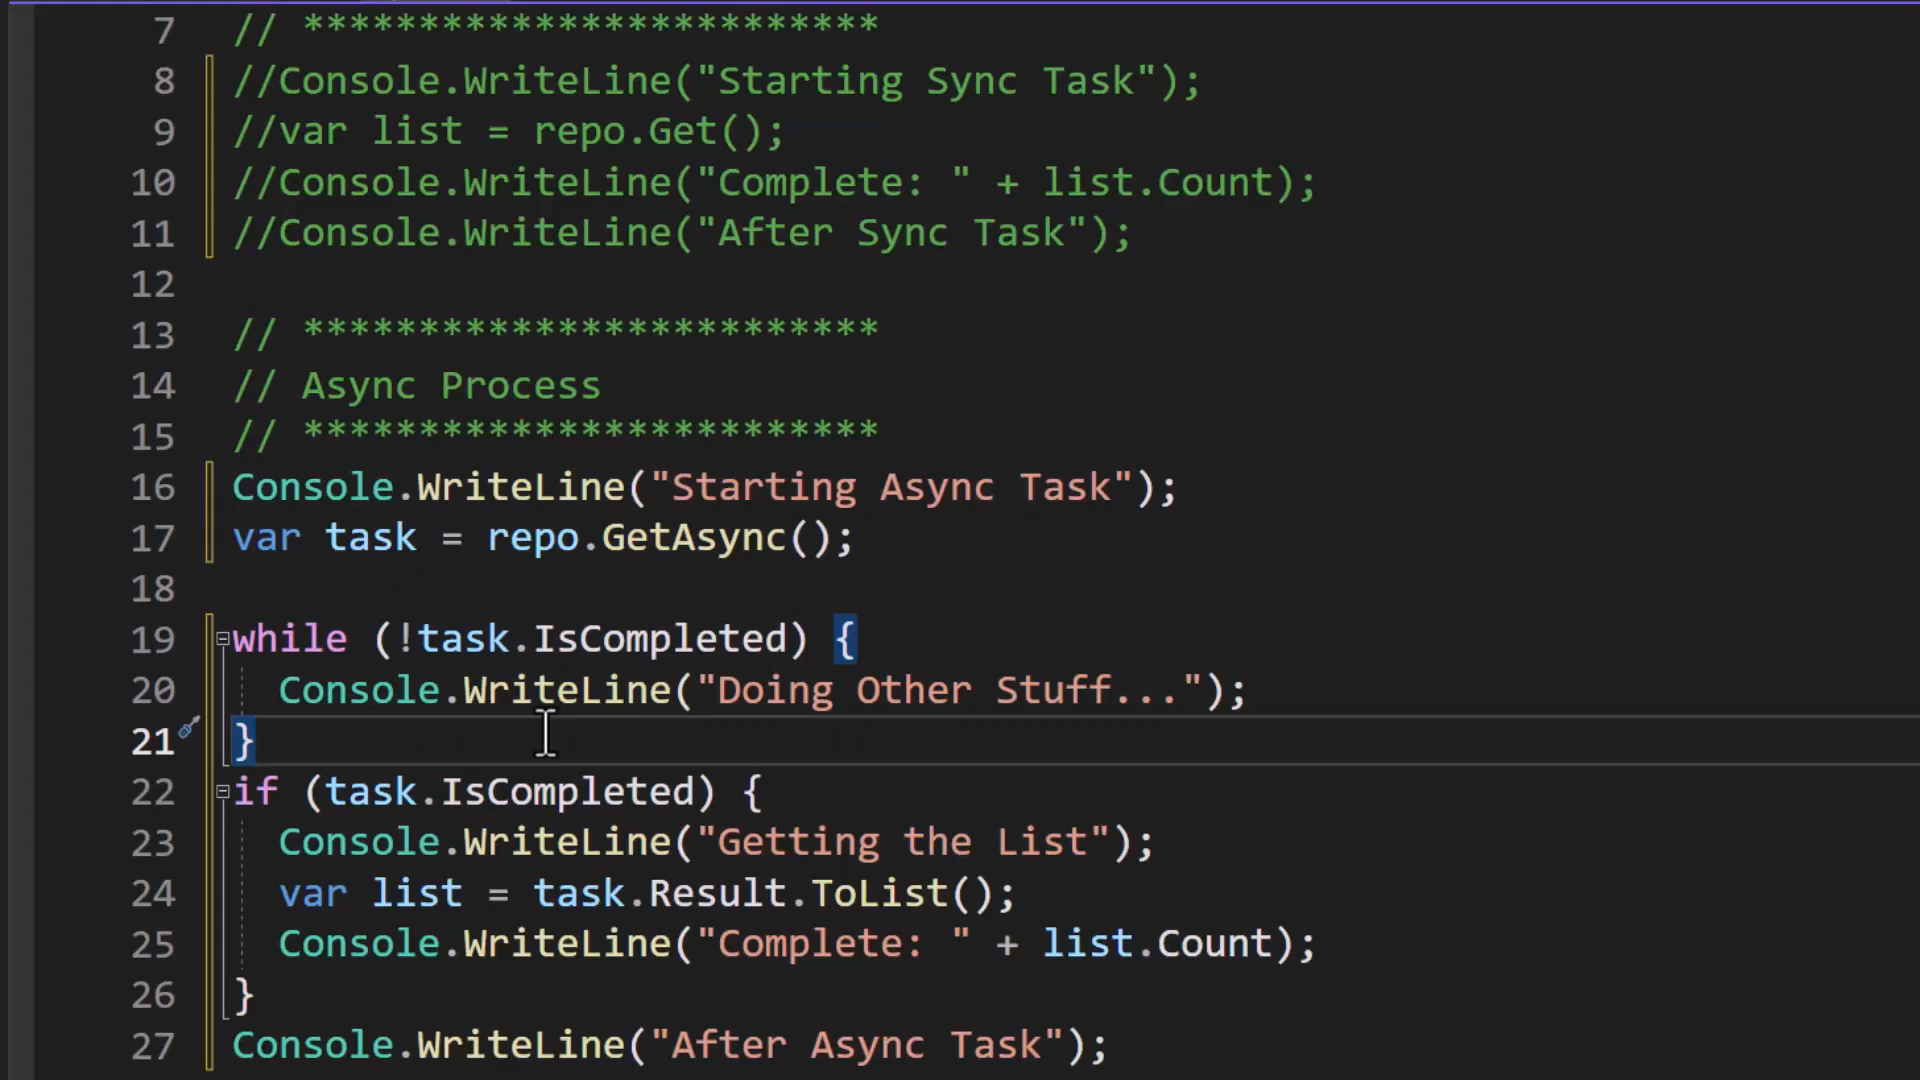 7 // *************************
8 //Console.WriteLine("Starting Sync Task");
9 //var list = repo.Get();
10 //Console.WriteLine("Complete: " + list.Count);
11 //Console.WriteLine("After Sync Task");
12
13 // *************************
14 // Async Process
15 // *************************
16 Console.WriteLine("Starting Async Task");
17 var task = repo.GetAsync();
18
19 while (!task.IsCompleted) {
20 Console.WriteLine("Doing Other Stuff...");
21 }
22 if (task.IsCompleted) {
23 Console.WriteLine("Getting the List");
24 var list = task.Result.ToList();
25 Console.WriteLine("Complete: " + list.Count);
26 }
27 Console.WriteLine("After Async Task");